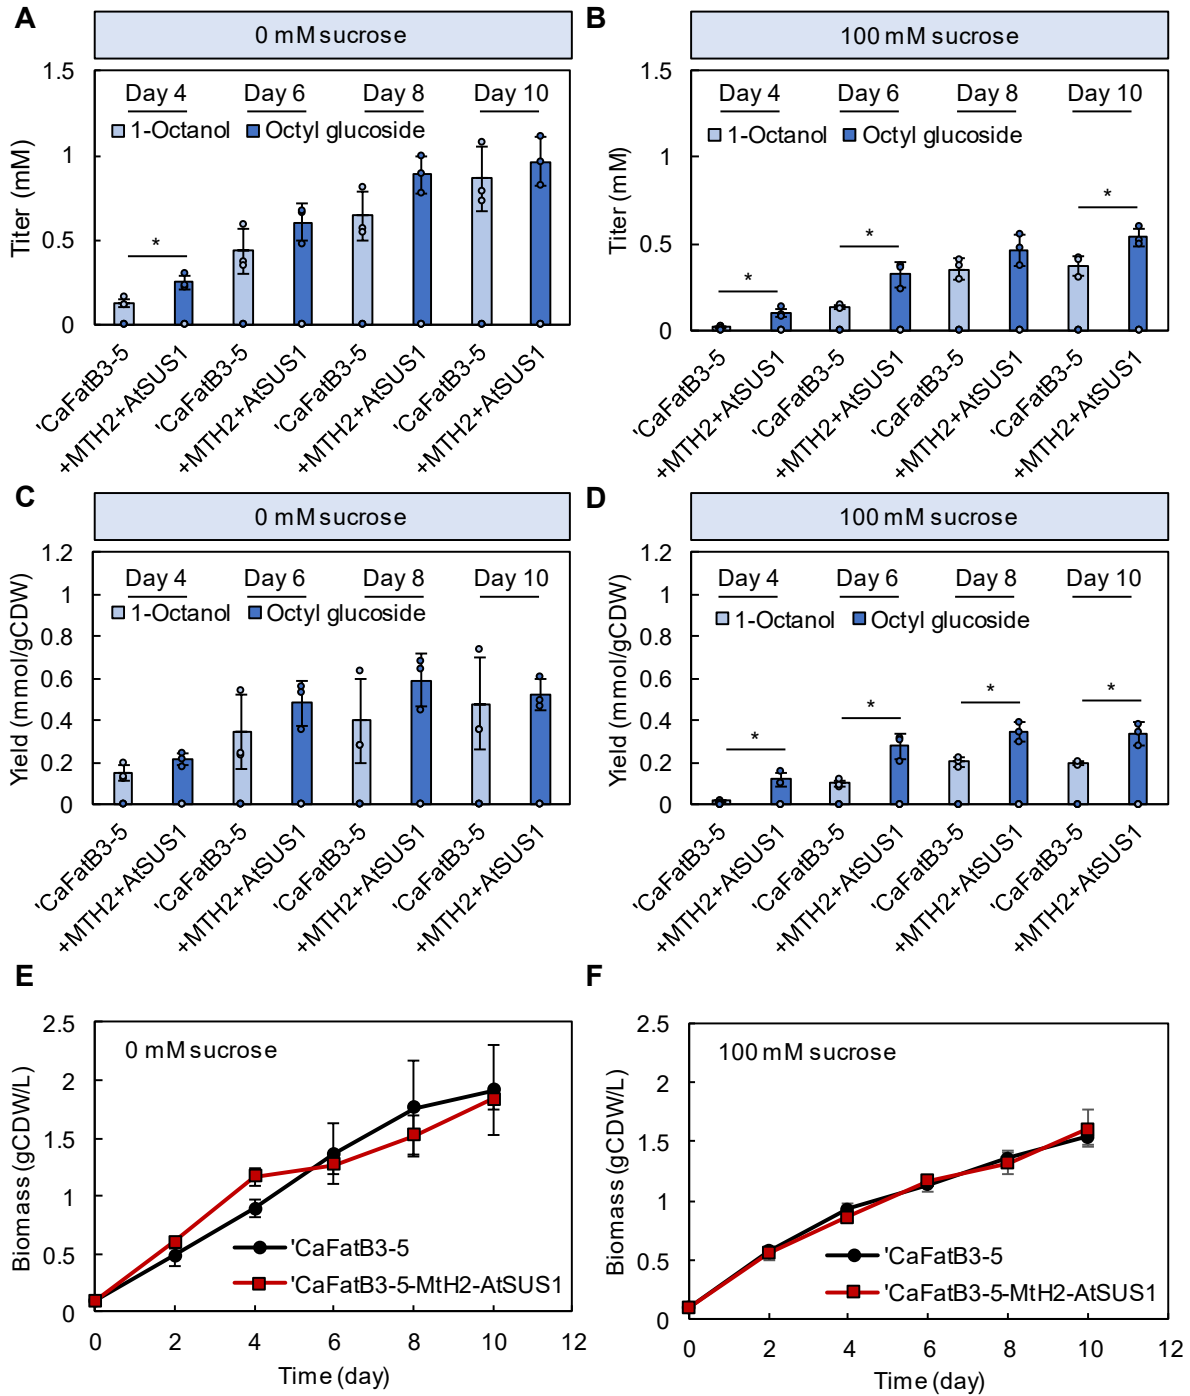 A
0 mM sucrose
1.5
1
0.5
0
Titer (mM)
Day 4
Day 6
Day 8
Day 10
1-Octanol
Octyl glucoside
*
'CaFatB3-5
+MTH2+AtSUS1
'CaFatB3-5
+MTH2+AtSUS1
'CaFatB3-5
+MTH2+AtSUS1
'CaFatB3-5
+MTH2+AtSUS1
B
100 mM sucrose
1.5
1
0.5
0
Titer (mM)
Day 4
Day 6
Day 8
Day 10
1-Octanol
Octyl glucoside
*
*
*
'CaFatB3-5
+MTH2+AtSUS1
'CaFatB3-5
+MTH2+AtSUS1
'CaFatB3-5
+MTH2+AtSUS1
'CaFatB3-5
+MTH2+AtSUS1
C
0 mM sucrose
1.2
1
0.8
0.6
0.4
0.2
0
Yield (mmol/gCDW)
Day 4
Day 6
Day 8
Day 10
1-Octanol
Octyl glucoside
'CaFatB3-5
+MTH2+AtSUS1
'CaFatB3-5
+MTH2+AtSUS1
'CaFatB3-5
+MTH2+AtSUS1
'CaFatB3-5
+MTH2+AtSUS1
D
100 mM sucrose
1.2
1
0.8
0.6
0.4
0.2
0
Yield (mmol/gCDW)
Day 4
Day 6
Day 8
Day 10
1-Octanol
Octyl glucoside
*
*
*
*
'CaFatB3-5
+MTH2+AtSUS1
'CaFatB3-5
+MTH2+AtSUS1
'CaFatB3-5
+MTH2+AtSUS1
'CaFatB3-5
+MTH2+AtSUS1
E
2.5
2
1.5
1
0.5
0
Biomass (gCDW/L)
0 mM sucrose
'CaFatB3-5
'CaFatB3-5-MtH2-AtSUS1
0 2 4 6 8 10 12
Time (day)
F
2.5
2
1.5
1
0.5
0
Biomass (gCDW/L)
100 mM sucrose
'CaFatB3-5
'CaFatB3-5-MtH2-AtSUS1
0 2 4 6 8 10 12
Time (day)